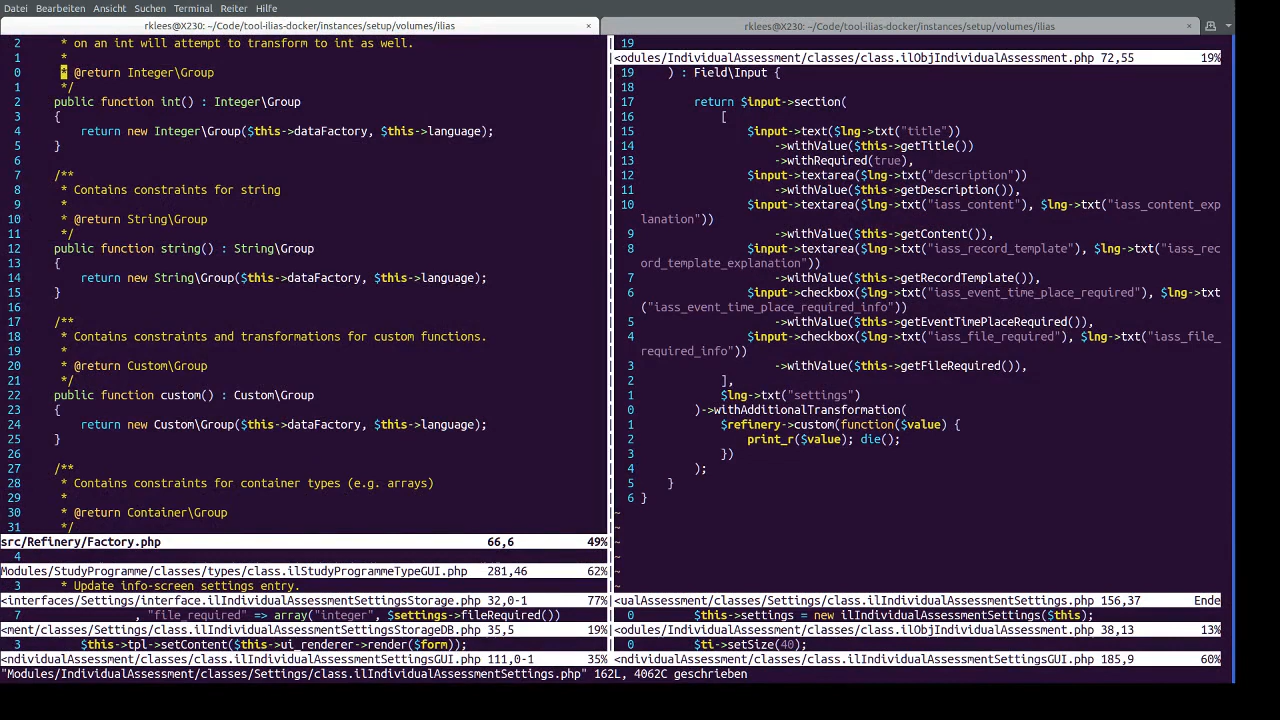 Datei Bearbeiten Ansicht Suchen Terminal Reiter Hilfe
rklees@X230: ~/Code/tool-ilias-docker/instances/setup/volumes/ilias ×
rklees@X230: ~/Code/tool-ilias-docker/instances/setup/volumes/ilias ×
2 * on an int will attempt to transform to int as well.
1 *
0 * @return Integer\Group
1 */
2 public function int() : Integer\Group
3 {
4 return new Integer\Group($this->dataFactory, $this->language);
5 }
6
7 /**
8 * Contains constraints for string
9 *
10 * @return String\Group
11 */
12 public function string() : String\Group
13 {
14 return new String\Group($this->dataFactory, $this->language);
15 }
16
17 /**
18 * Contains constraints and transformations for custom functions.
19 *
20 * @return Custom\Group
21 */
22 public function custom() : Custom\Group
23 {
24 return new Custom\Group($this->dataFactory, $this->language);
25 }
26
27 /**
28 * Contains constraints for container types (e.g. arrays)
29 *
30 * @return Container\Group
31 */
src/Refinery/Factory.php 66,6 49%
4
Modules/StudyProgramme/classes/types/class.ilStudyProgrammeTypeGUI.php 281,46 62%
3 * Update info-screen settings entry.
<interfaces/Settings/interface.ilIndividualAssessmentSettingsStorage.php 32,0-1 77%
7 , "file_required" => array("integer", $settings->fileRequired())
<ment/classes/Settings/class.ilIndividualAssessmentSettingsStorageDB.php 35,5 19%
3 $this->tpl->setContent($this->ui_renderer->render($form));
<ndividualAssessment/classes/Settings/class.ilIndividualAssessmentSettingsGUI.php 111,0-1 35%
19
<odules/IndividualAssessment/classes/class.ilObjIndividualAssessment.php 72,55 19%
19 ) : Field\Input {
18
17 return $input->section(
16 [
15 $input->text($lng->txt("title"))
14 ->withValue($this->getTitle())
13 ->withRequired(true),
12 $input->textarea($lng->txt("description"))
11 ->withValue($this->getDescription()),
10 $input->textarea($lng->txt("iass_content"), $lng->txt("iass_content_exp
lanation"))
9 ->withValue($this->getContent()),
8 $input->textarea($lng->txt("iass_record_template"), $lng->txt("iass_rec
ord_template_explanation"))
7 ->withValue($this->getRecordTemplate()),
6 $input->checkbox($lng->txt("iass_event_time_place_required"), $lng->txt
("iass_event_time_place_required_info"))
5 ->withValue($this->getEventTimePlaceRequired()),
4 $input->checkbox($lng->txt("iass_file_required"), $lng->txt("iass_file_
required_info"))
3 ->withValue($this->getFileRequired()),
2 ],
1 $lng->txt("settings")
0 )->withAdditionalTransformation(
1 $refinery->custom(function($value) {
2 print_r($value); die();
3 })
4 );
5 }
6 }
~
~
~
~
~
~
<ualAssessment/classes/Settings/class.ilIndividualAssessmentSettings.php 156,37 Ende
0 $this->settings = new ilIndividualAssessmentSettings($this);
<odules/IndividualAssessment/classes/class.ilObjIndividualAssessment.php 38,13 13%
0 $ti->setSize(40);
<ndividualAssessment/classes/class.ilIndividualAssessmentSettingsGUI.php 185,9 60%
"Modules/IndividualAssessment/classes/Settings/class.ilIndividualAssessmentSettings.php" 162L, 4062C geschrieben